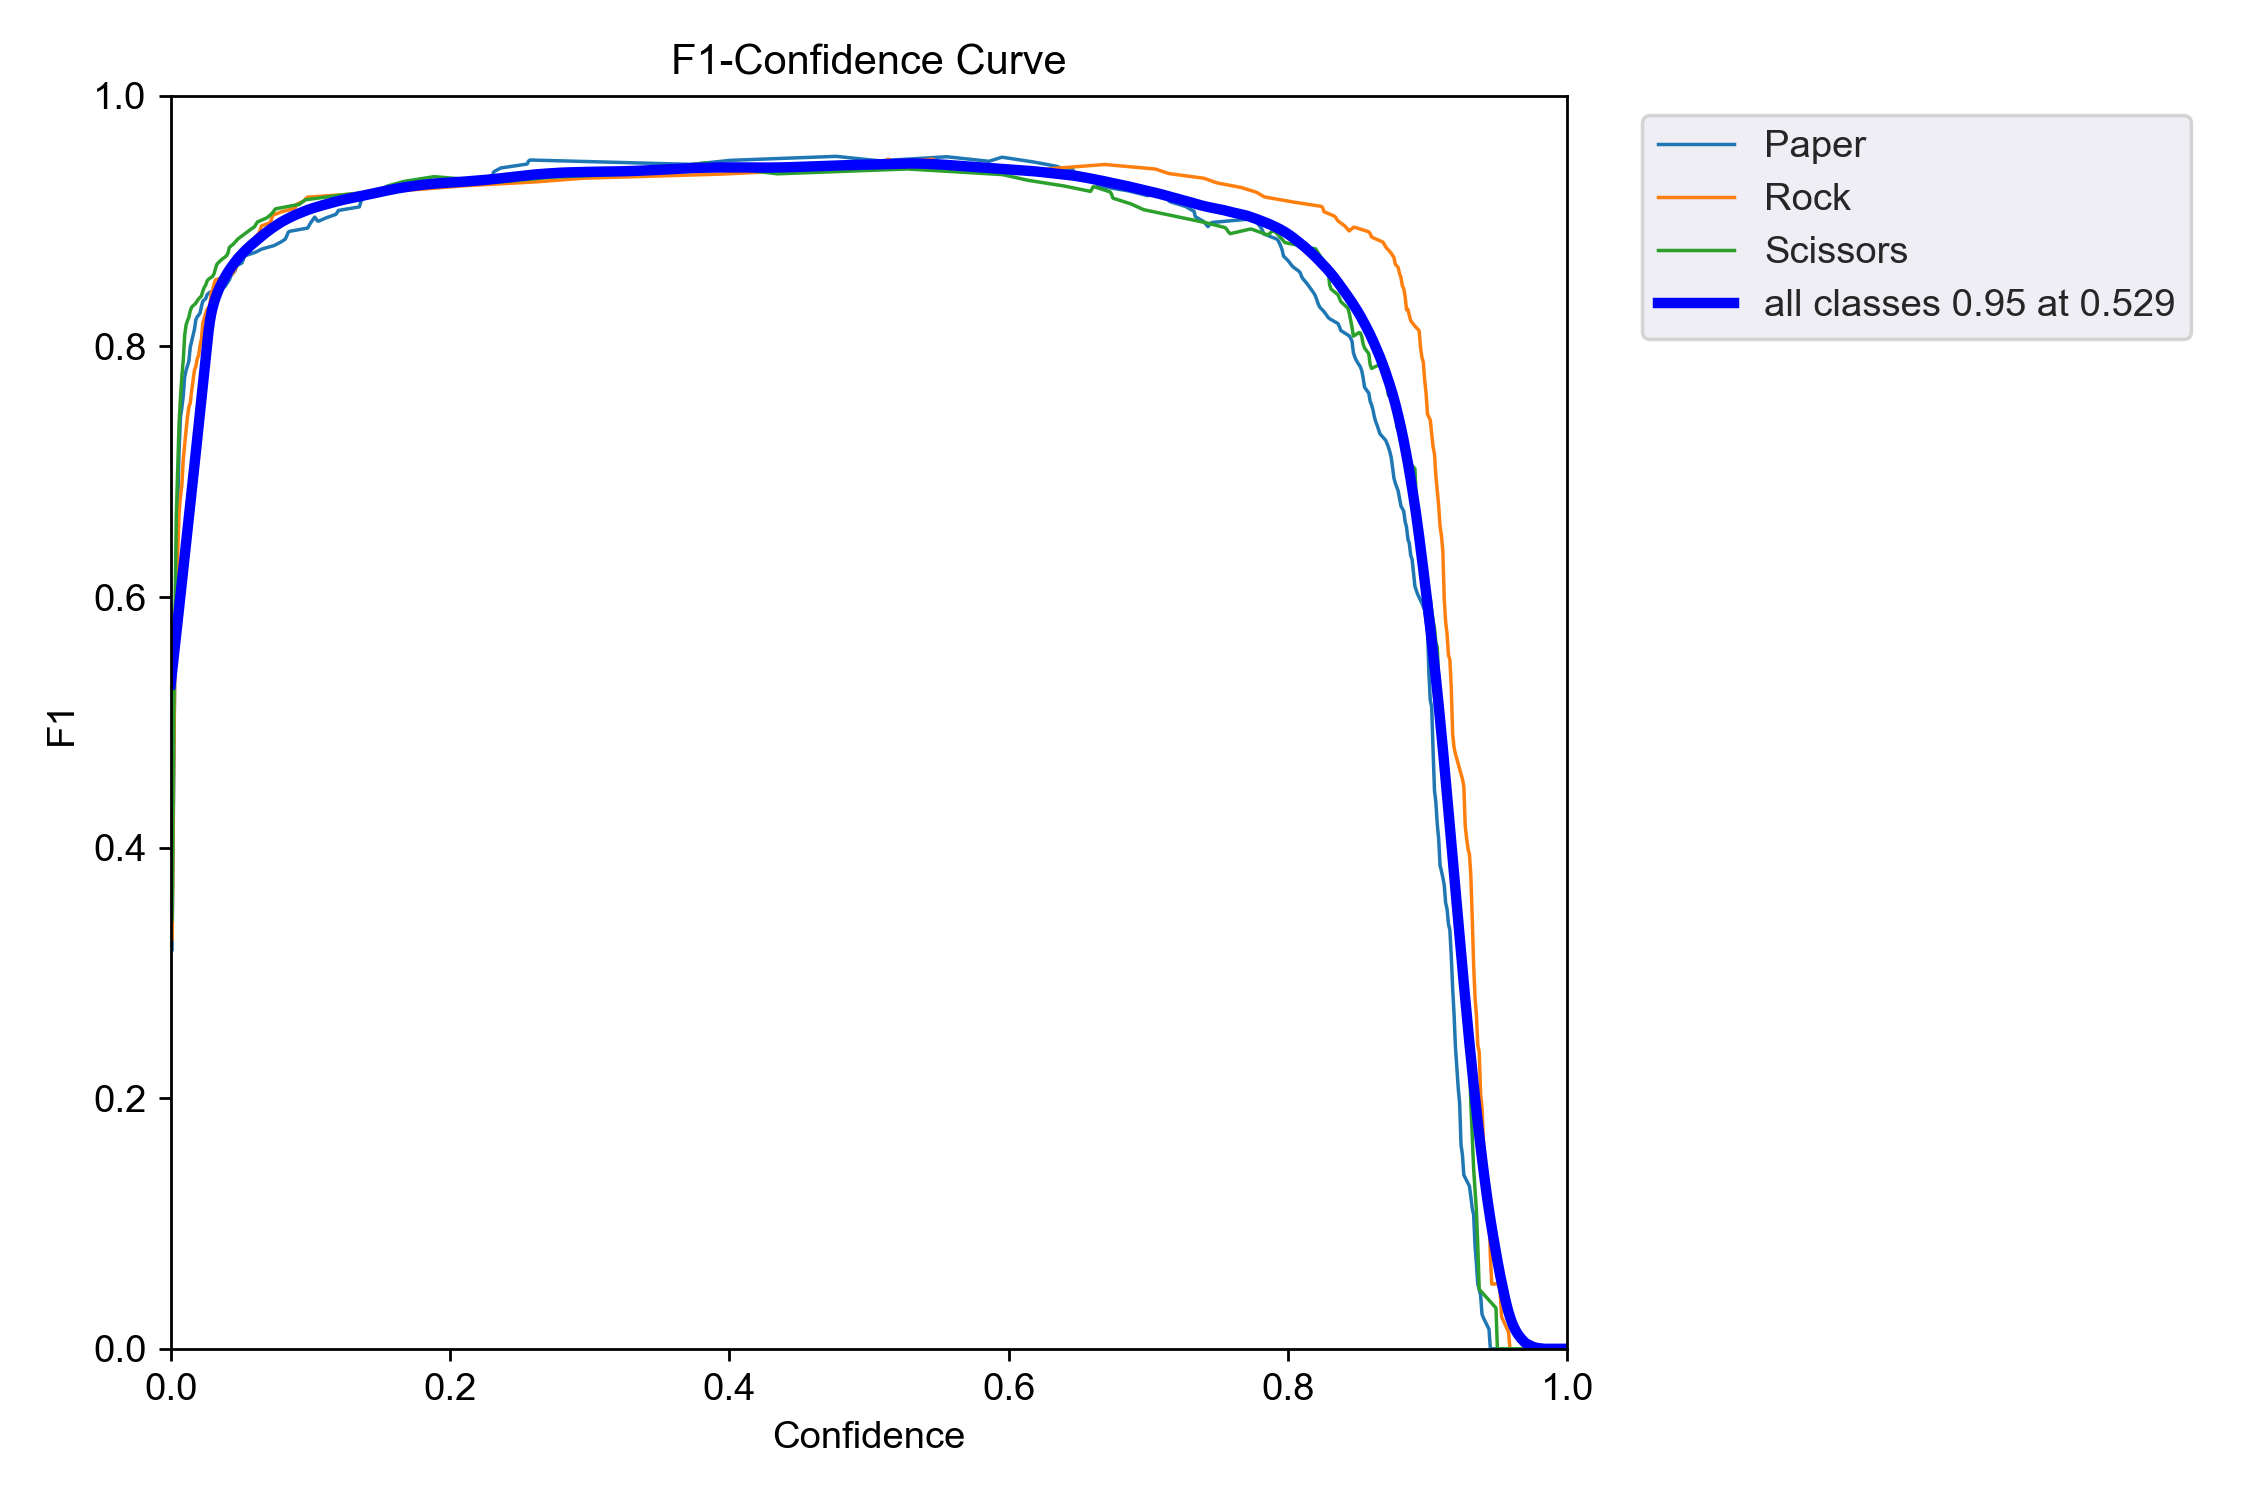 F1-Confidence Curve
1.0
0.8
0.6
0.4
0.2
0.0
F1
0.0 0.2 0.4 0.6 0.8 1.0
Confidence
Paper
Rock
Scissors
all classes 0.95 at 0.529